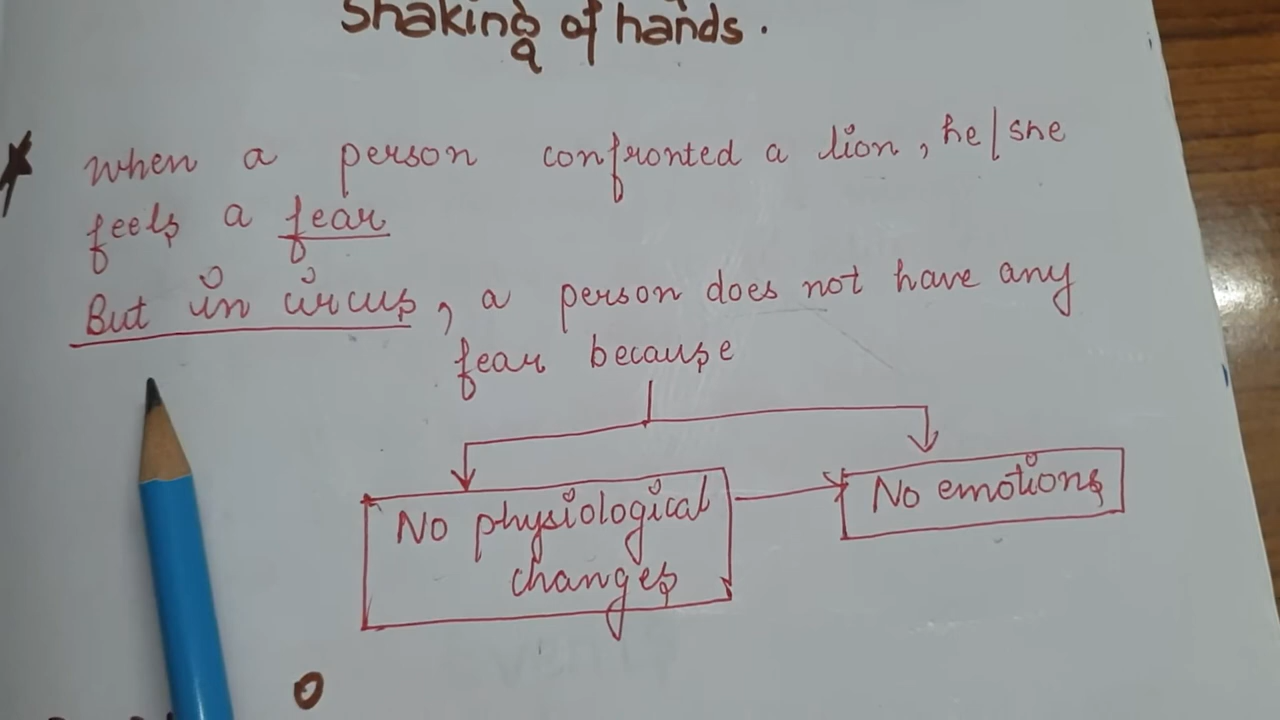 Shaking of hands.
When a person confronted a lion, he/she
feels a fear
But in circus, a person does not have any
fear because
No physiological
changes
No emotions